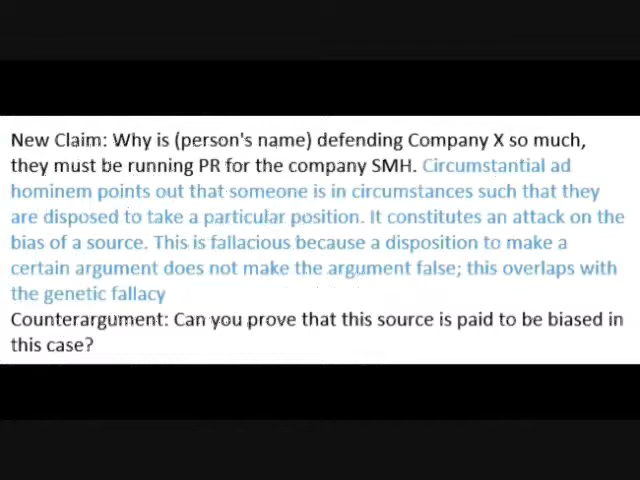 New Claim: Why is (person's name) defending Company X so much,
they must be running PR for the company SMH. Circumstantial ad
hominem points out that someone is in circumstances such that they
are disposed to take a particular position. It constitutes an attack on the
bias of a source. This is fallacious because a disposition to make a
certain argument does not make the argument false; this overlaps with
the genetic fallacy
Counterargument: Can you prove that this source is paid to be biased in
this case?